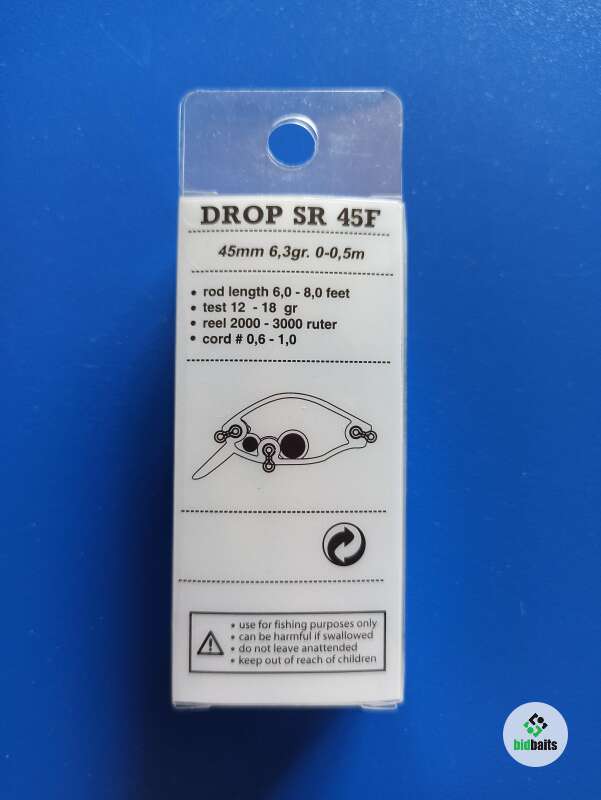 DROP SR 45F
45mm 6,3gr. 0-0,5m
• rod length 6,0 - 8,0 feet
• test 12 - 18 gr
• reel 2000 - 3000 ruter
• cord # 0,6 - 1,0
• use for fishing purposes only
• can be harmful if swallowed
• do not leave anattended
• keep out of reach of children
bidbaits